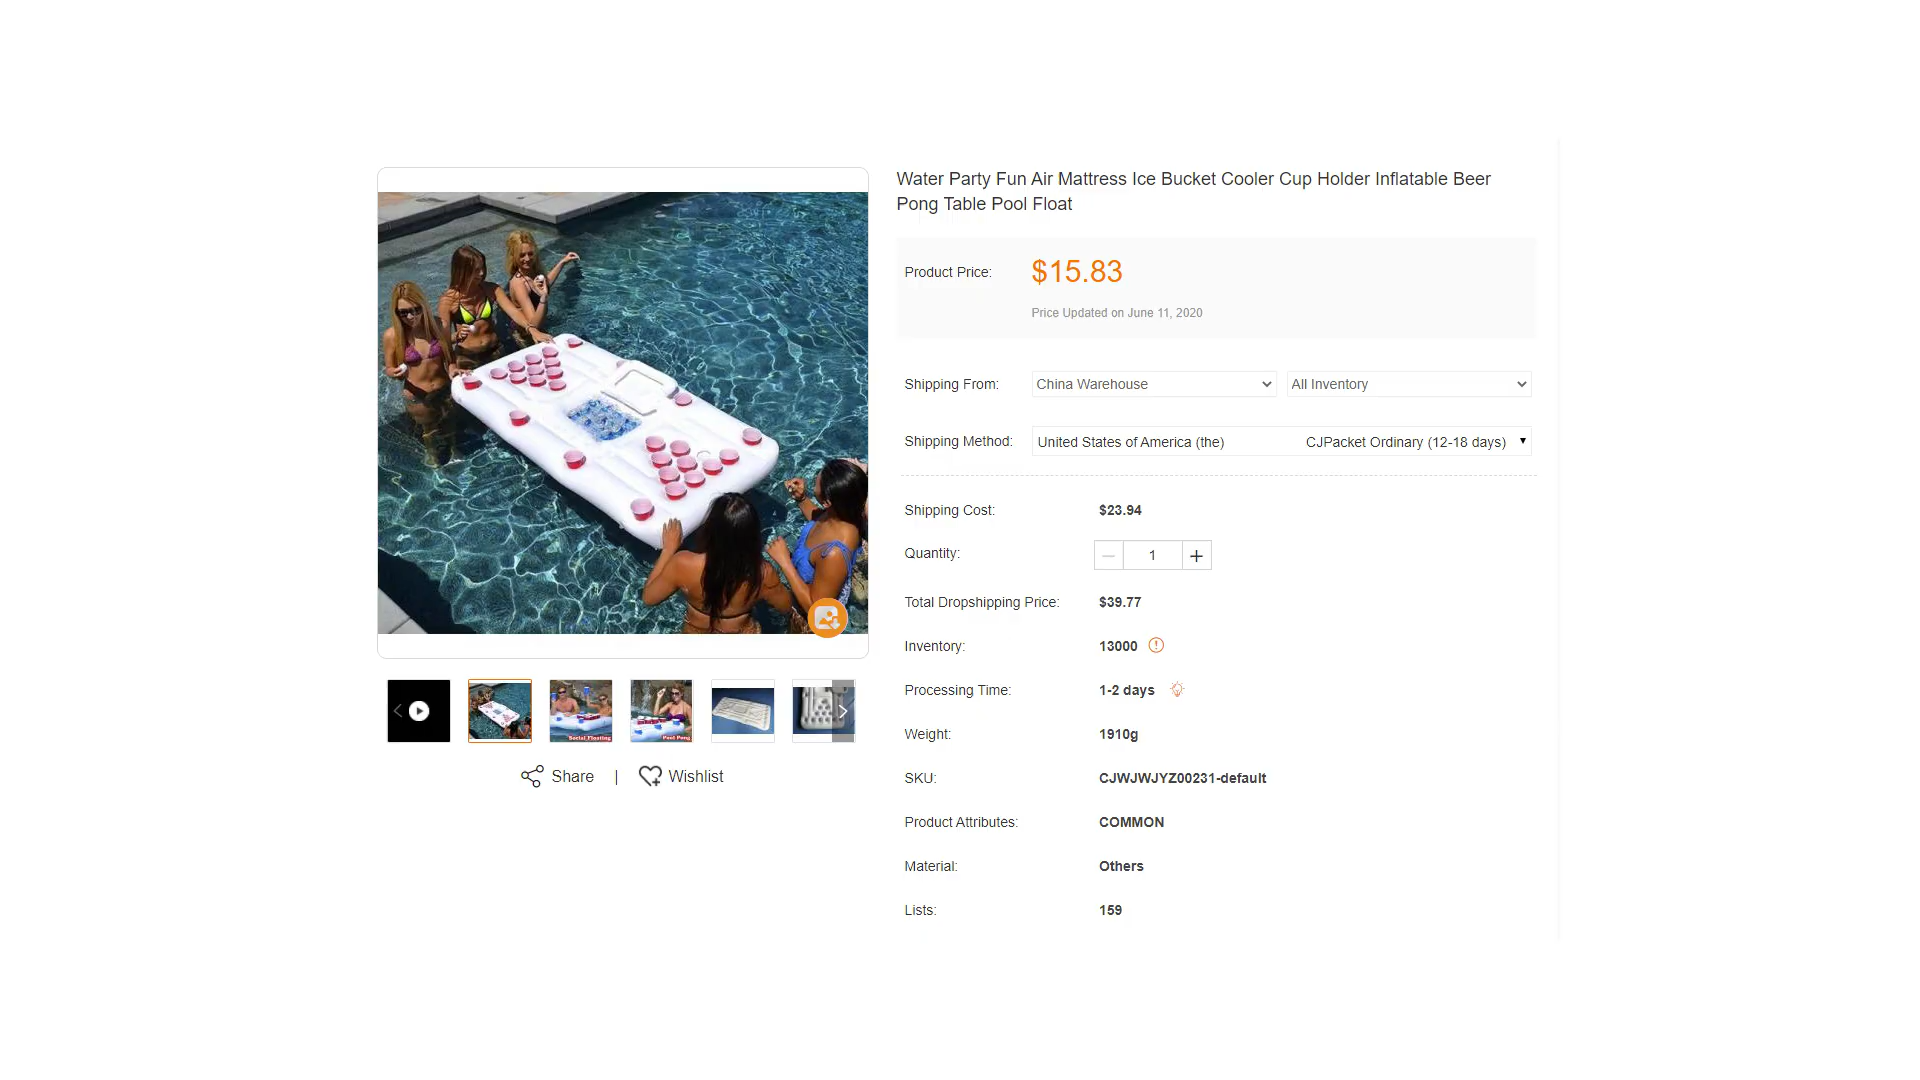 Water Party Fun Air Mattress Ice Bucket Cooler Cup Holder Inflatable Beer
Pong Table Pool Float
Product Price: $15.83
Price Updated on June 11, 2020
Shipping From: China Warehouse All Inventory
Shipping Method: United States of America (the) CJPacket Ordinary (12-18 days)
Shipping Cost: $23.94
Quantity: 1
Total Dropshipping Price: $39.77
Inventory: 13000
Processing Time: 1-2 days
Weight: 1910g
SKU: CJWJWJYZ00231-default
Product Attributes: COMMON
Material: Others
Lists: 159
Social Floating
Pool Pong
Share | Wishlist